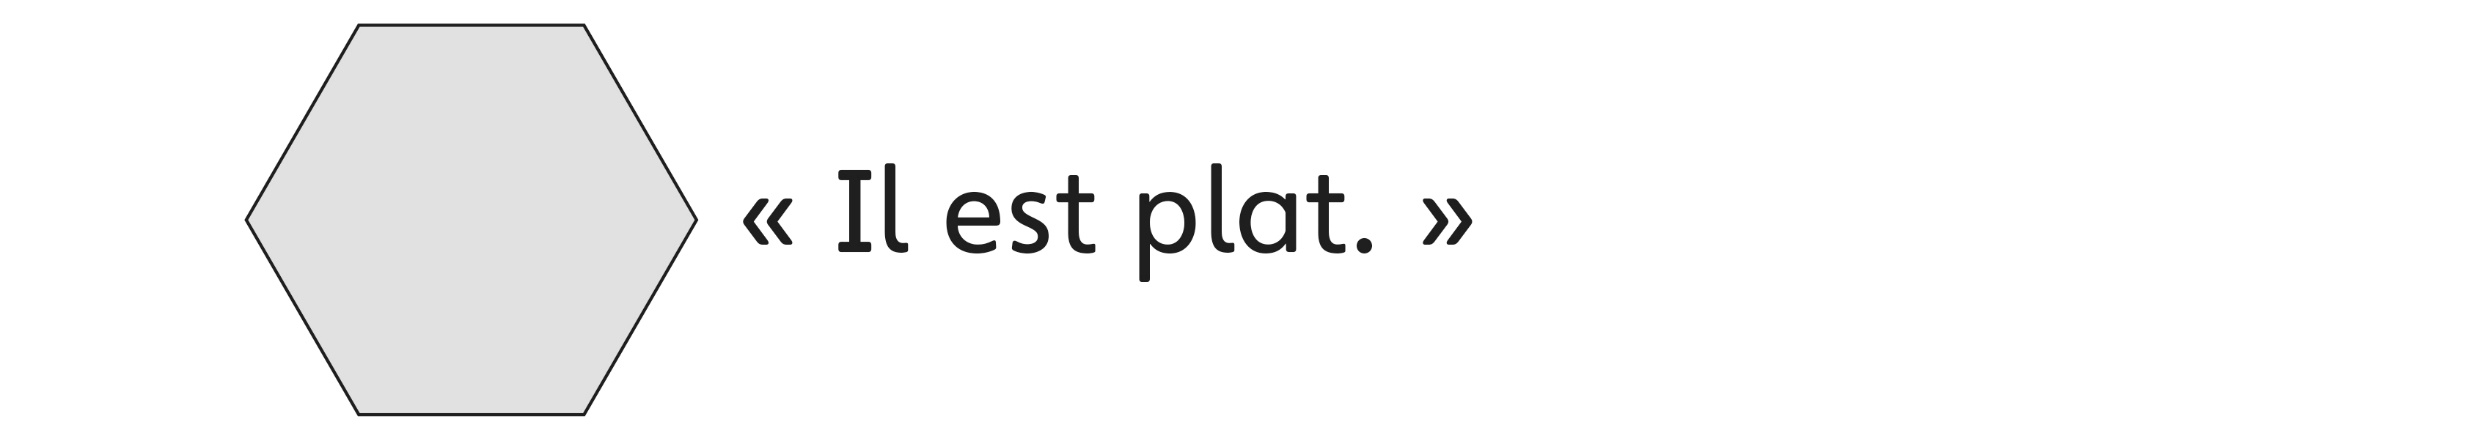 « Il est plat. »